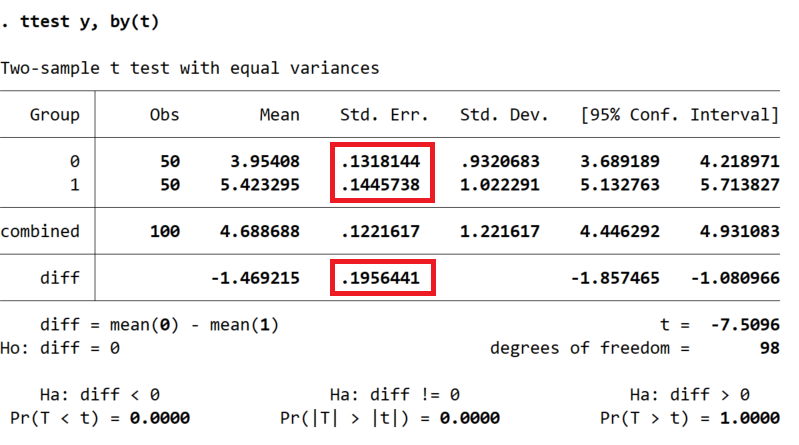 . ttest y, by(t)
Two-sample t test with equal variances
Group | Obs Mean Std. Err. Std. Dev. [95% Conf. Interval]
0 | 50 3.95408 .1318144 .9320683 3.689189 4.218971
1 | 50 5.423295 .1445738 1.022291 5.132763 5.713827
combined | 100 4.688688 .1221617 1.221617 4.446292 4.931083
diff | -1.469215 .1956441 -1.857465 -1.080966
diff = mean(0) - mean(1) t = -7.5096
Ho: diff = 0 degrees of freedom = 98
Ha: diff < 0 Ha: diff != 0 Ha: diff > 0
Pr(T < t) = 0.0000 Pr(|T| > |t|) = 0.0000 Pr(T > t) = 1.0000